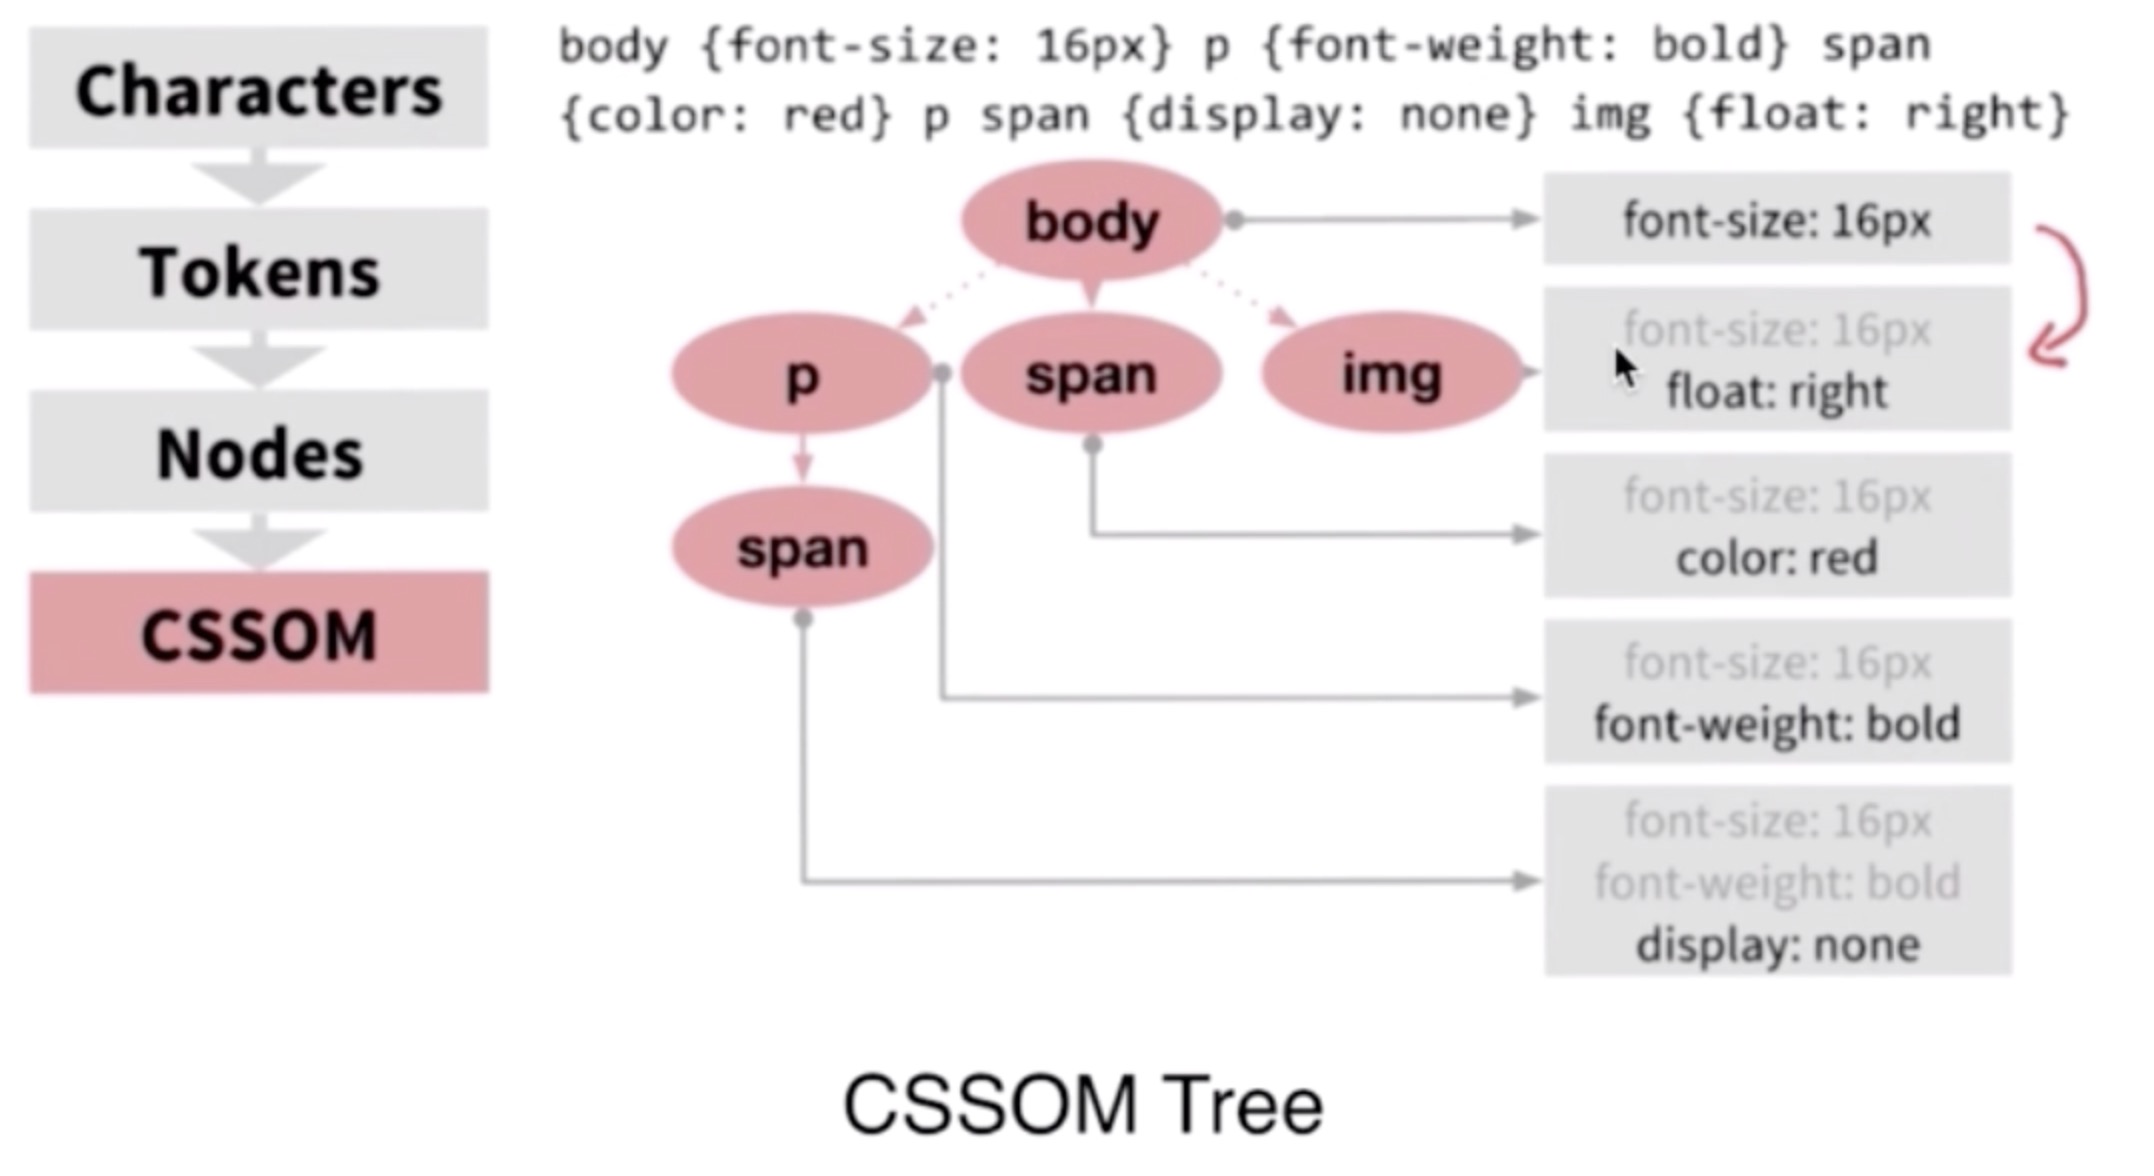 Characters
Tokens
Nodes
CSSOM
body {font-size: 16px} p {font-weight: bold} span
{color: red} p span {display: none} img {float: right}
body
p
span
img
span
font-size: 16px
font-size: 16px
float: right
font-size: 16px
color: red
font-size: 16px
font-weight: bold
font-size: 16px
font-weight: bold
display: none
CSSOM Tree